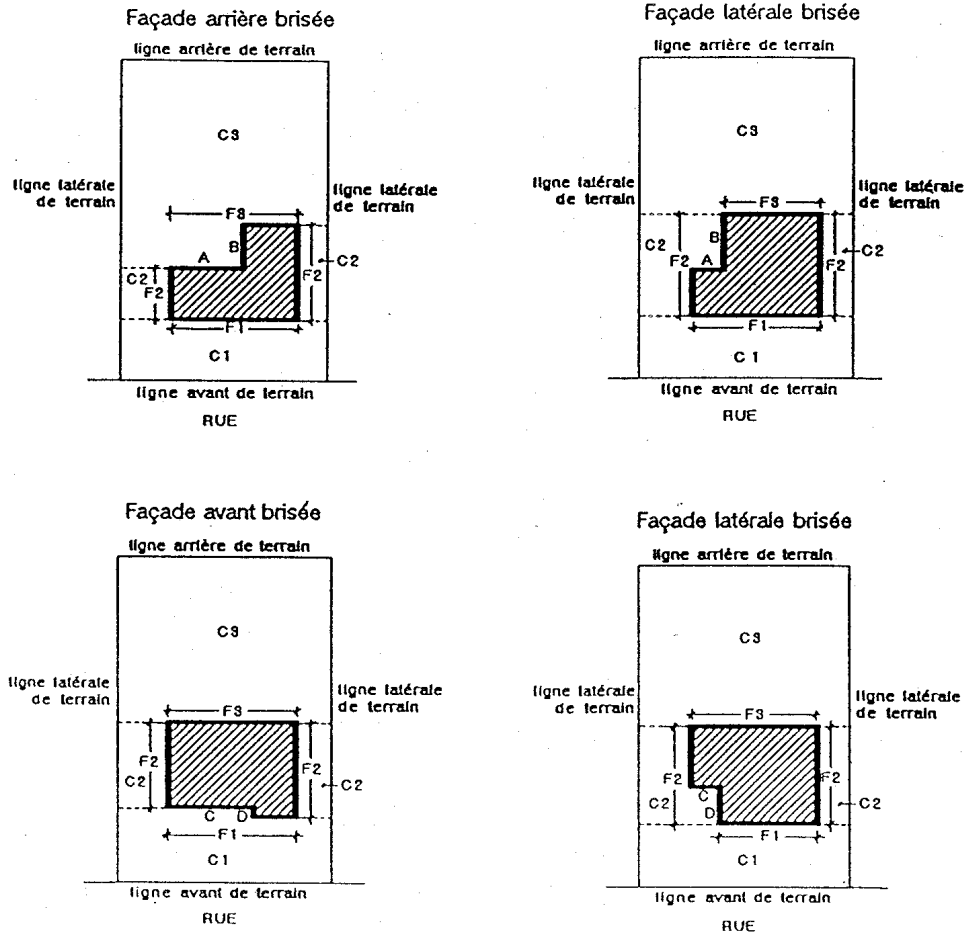 Façade arrière brisée
ligne arrière de terrain
C3
ligne latérale
de terrain
ligne latérale
de terrain
F3
B
A
C2
F2
F2
C2
F1
C1
ligne avant de terrain
RUE
Façade latérale brisée
ligne arrière de terrain
C3
ligne latérale
de terrain
ligne latérale
de terrain
F3
C2
B
F2
A
F2
C2
F1
C1
ligne avant de terrain
RUE
Façade avant brisée
ligne arrière de terrain
C3
ligne latérale
de terrain
ligne latérale
de terrain
F3
F2
F2
C2
C2
C
D
F1
C1
ligne avant de terrain
RUE
Façade latérale brisée
ligne arrière de terrain
C3
ligne latérale
de terrain
ligne latérale
de terrain
F3
F2
F2
C
C2
D
C2
F1
C1
ligne avant de terrain
RUE